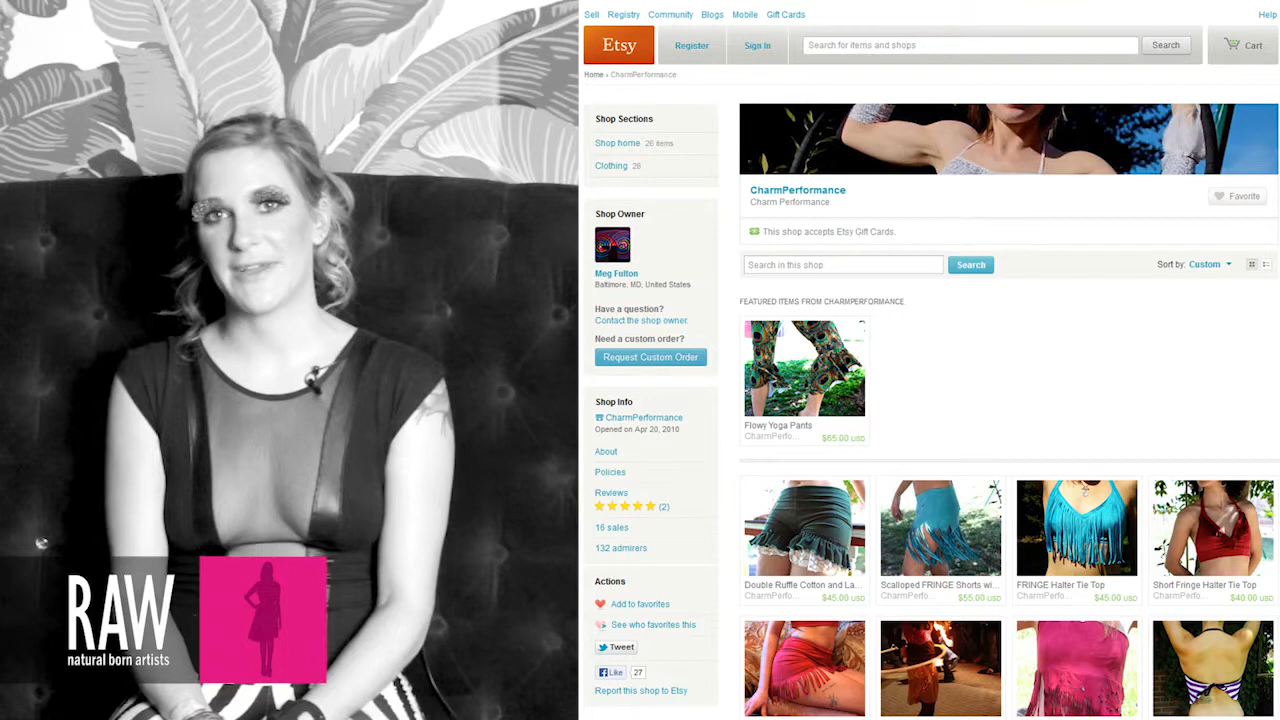 RAW
natural born artists
Sell Registry Community Blogs Mobile Gift Cards Help
Etsy Register Sign In Search for items and shops Search Cart
Home › CharmPerformance
Shop Sections
Shop home 26 items
Clothing 26
Shop Owner
Meg Fulton
Baltimore, MD, United States
Have a question?
Contact the shop owner.
Need a custom order?
Request Custom Order
Shop Info
CharmPerformance
Opened on Apr 20, 2010
About
Policies
Reviews
(2)
16 sales
132 admirers
Actions
Add to favorites
See who favorites this
Tweet
Like 27
Report this shop to Etsy
CharmPerformance
Charm Performance
Favorite
This shop accepts Etsy Gift Cards.
Search in this shop Search Sort by: Custom
FEATURED ITEMS FROM CHARMPERFORMANCE
Flowy Yoga Pants
CharmPerfo... $65.00 USD
Double Ruffle Cotton and La...
CharmPerfo... $45.00 USD
Scalloped FRINGE Shorts wi...
CharmPerfo... $55.00 USD
FRINGE Halter Tie Top
CharmPerfo... $45.00 USD
Short Fringe Halter Tie Top
CharmPerfo... $40.00 USD